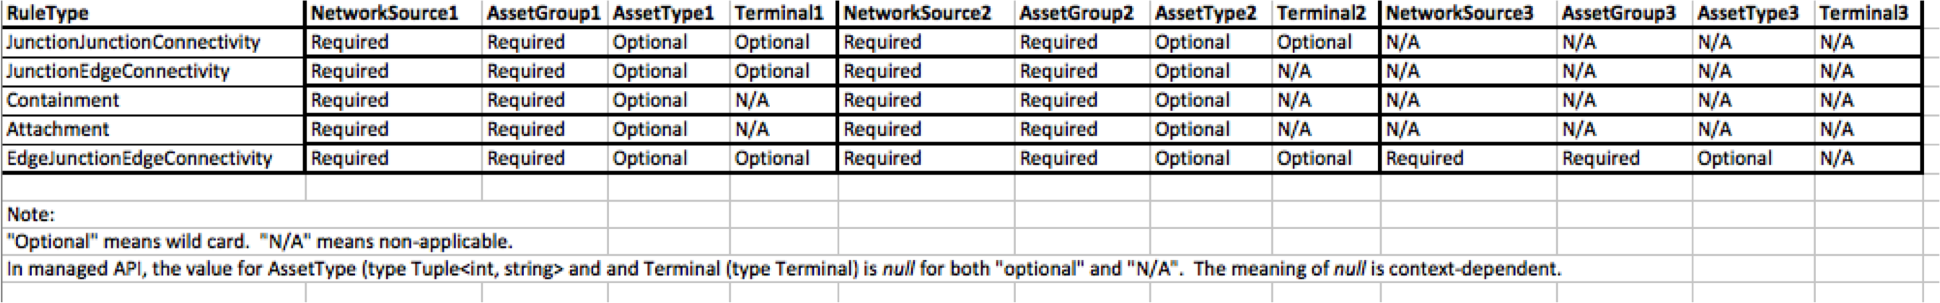 RuleType NetworkSource1 AssetGroup1 AssetType1 Terminal1 NetworkSource2 AssetGroup2 AssetType2 Terminal2 NetworkSource3 AssetGroup3 AssetType3 Terminal3
JunctionJunctionConnectivity Required Required Optional Optional Required Required Optional Optional N/A N/A N/A N/A
JunctionEdgeConnectivity Required Required Optional Optional Required Required Optional N/A N/A N/A N/A N/A
Containment Required Required Optional N/A Required Required Optional N/A N/A N/A N/A N/A
Attachment Required Required Optional N/A Required Required Optional N/A N/A N/A N/A N/A
EdgeJunctionEdgeConnectivity Required Required Optional Optional Required Required Optional Optional Required Required Optional N/A
Note:
"Optional" means wild card. "N/A" means non-applicable.
In managed API, the value for AssetType (type Tuple<int, string> and and Terminal (type Terminal) is null for both "optional" and "N/A". The meaning of null is context-dependent.